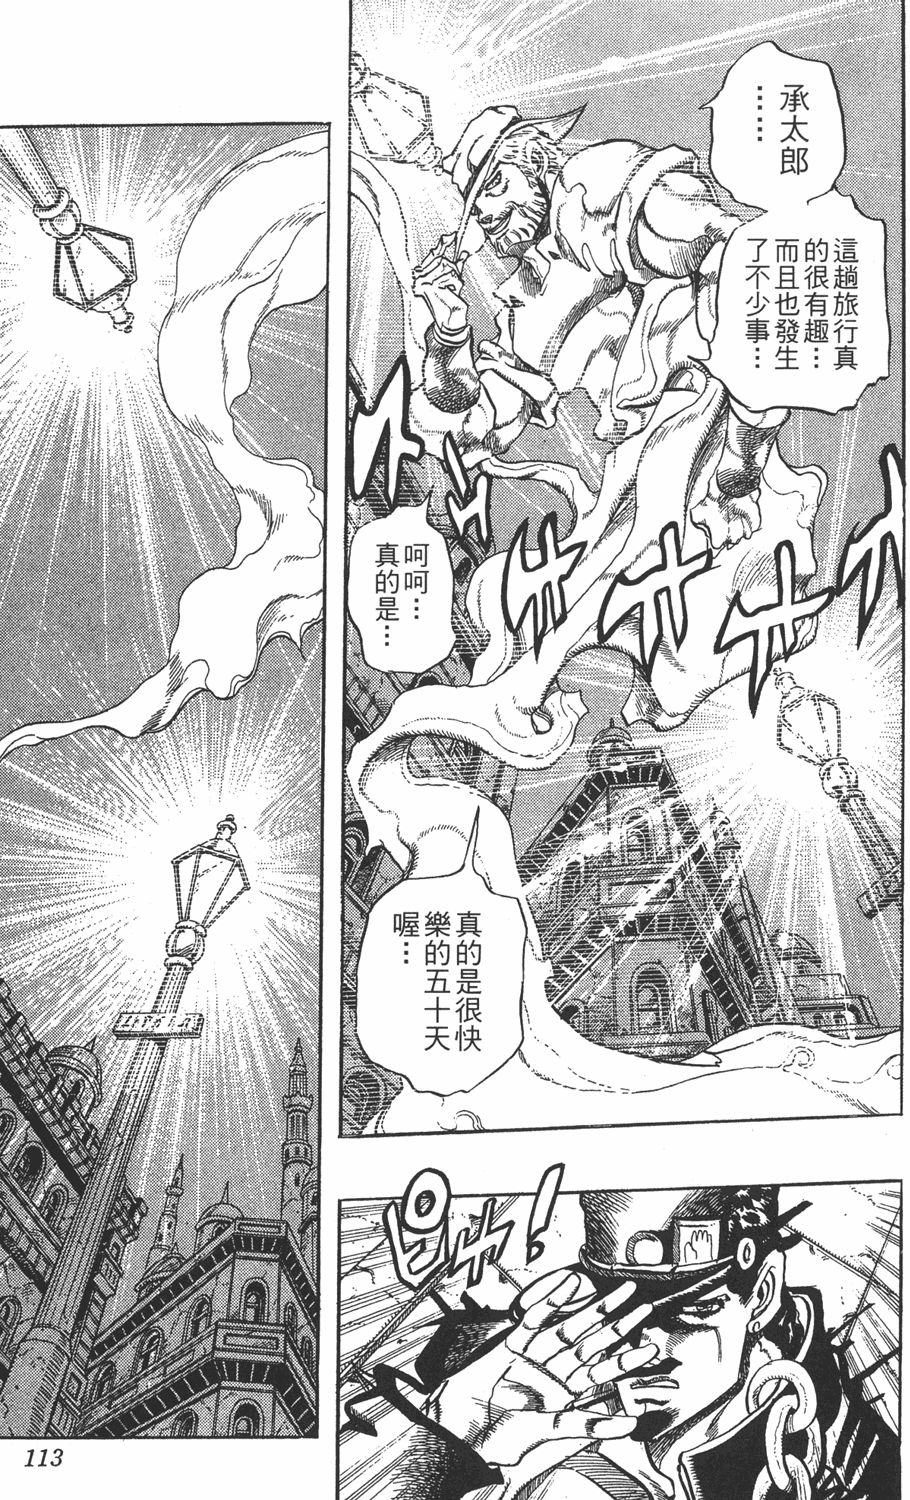 承太郎
……
這趟旅行真
的很有趣…
而且也發生
了不少事…
呵呵…
真的是…
真的是很快
樂的五十天
喔…
ピタッ!
113